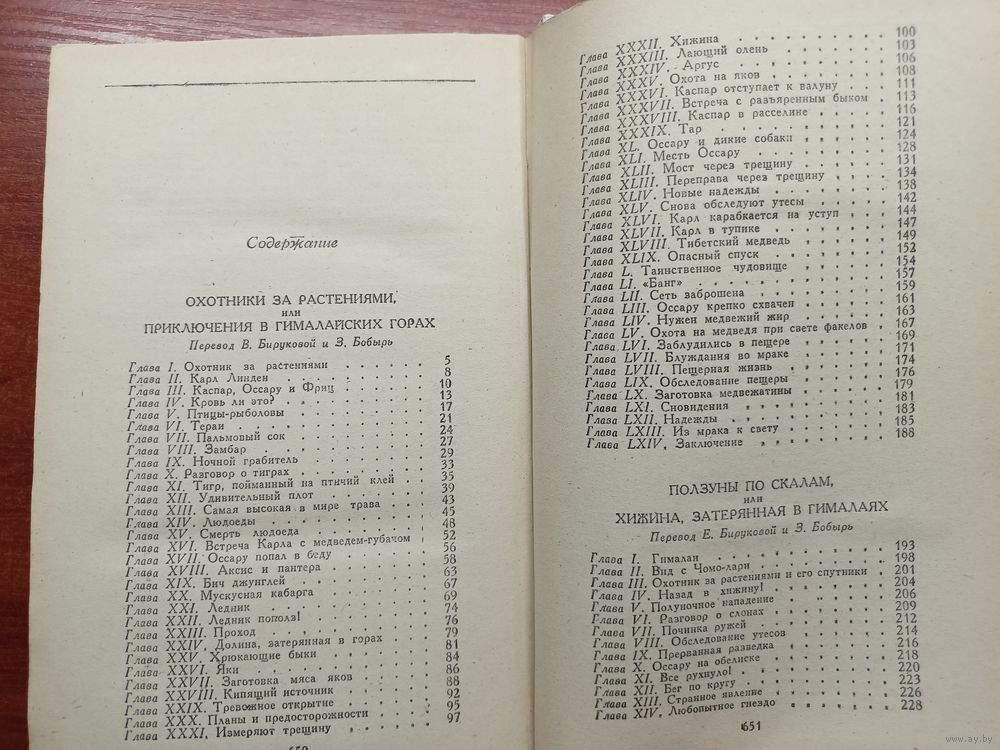 Содержание
ОХОТНИКИ ЗА РАСТЕНИЯМИ,
или
ПРИКЛЮЧЕНИЯ В ГИМАЛАЙСКИХ ГОРАХ
Перевод В. Бируковой и З. Бобырь
Глава I. Охотник за растениями 5
Глава II. Карл Линден 8
Глава III. Каспар, Оссару и Фриц 10
Глава IV. Кровь ли это? 13
Глава V. Птицы-рыболовы 17
Глава VI. Тераи 21
Глава VII. Пальмовый сок 24
Глава VIII. Замбар 27
Глава IX. Ночной грабитель 29
Глава X. Разговор о тиграх 33
Глава XI. Тигр, пойманный на птичий клей 35
Глава XII. Удивительный плот 39
Глава XIII. Самая высокая в мире трава 43
Глава XIV. Людоеды 45
Глава XV. Смерть людоеда 48
Глава XVI. Встреча Карла с медведем-губачом 52
Глава XVII. Оссару попал в беду 56
Глава XVIII. Аксис и пантера 58
Глава XIX. Бич джунглей 63
Глава XX. Мускусная кабарга 67
Глава XXI. Ледник 69
Глава XXII. Ледник пополз! 74
Глава XXIII. Проход 76
Глава XXIV. Долина, затерянная в горах 79
Глава XXV. Хрюкающие быки 81
Глава XXVI. Яки 84
Глава XXVII. Заготовка мяса яков 86
Глава XXVIII. Кипящий источник 88
Глава XXIX. Тревожное открытие 92
Глава XXX. Планы и предосторожности 95
Глава XXXI. Измеряют трещину 97
650
Глава XXXII. Хижина 100
Глава XXXIII. Лающий олень 103
Глава XXXIV. Аргус 106
Глава XXXV. Охота на яков 108
Глава XXXVI. Каспар отступает к валуну 111
Глава XXXVII. Встреча с разъяренным быком 113
Глава XXXVIII. Каспар в расселине 116
Глава XXXIX. Тар 121
Глава XL. Оссару и дикие собаки 124
Глава XLI. Месть Оссару 128
Глава XLII. Мост через трещину 131
Глава XLIII. Переправа через трещину 134
Глава XLIV. Новые надежды 138
Глава XLV. Снова обследуют утесы 142
Глава XLVI. Карл карабкается на уступ 144
Глава XLVII. Карл в тупике 147
Глава XLVIII. Тибетский медведь 149
Глава XLIX. Опасный спуск 152
Глава L. Таинственное чудовище 154
Глава LI. «Банг» 157
Глава LII. Сеть заброшена 159
Глава LIII. Оссару крепко схвачен 161
Глава LIV. Нужен медвежий жир 163
Глава LV. Охота на медведя при свете факелов 167
Глава LVI. Заблудились в пещере 169
Глава LVII. Блуждания во мраке 171
Глава LVIII. Пещерная жизнь 174
Глава LIX. Обследование пещеры 176
Глава LX. Заготовка медвежатины 179
Глава LXI. Сновидения 181
Глава LXII. Надежды 183
Глава LXIII. Из мрака к свету 185
Глава LXIV. Заключение 188
ПОЛЗУНЫ ПО СКАЛАМ,
или
ХИЖИНА, ЗАТЕРЯННАЯ В ГИМАЛАЯХ
Перевод Е. Бируковой и З. Бобырь
Глава I. Гималаи 193
Глава II. Вид с Чомо-лари 198
Глава III. Охотник за растениями и его спутники 201
Глава IV. Назад в хижину! 204
Глава V. Полуночное нападение 206
Глава VI. Разговор о слонах 209
Глава VII. Починка ружей 212
Глава VIII. Обследование утесов 214
Глава IX. Прерванная разведка 216
Глава X. Оссару на обелиске 218
Глава XI. Все рухнуло! 220
Глава XII. Бег по кругу 223
Глава XIII. Странное явление 226
Глава XIV. Любопытное гнездо 228
651
www.ay.by